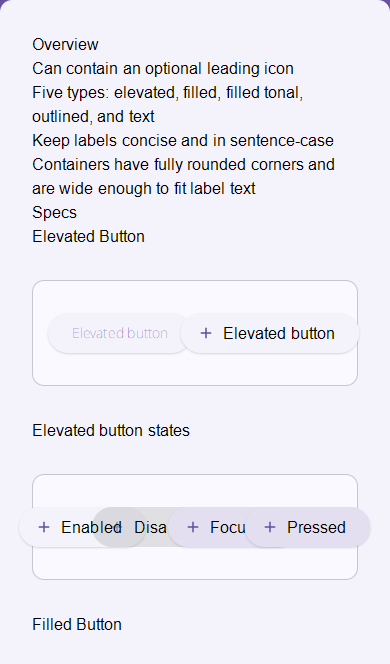 Overview
Can contain an optional leading icon
Five types: elevated, filled, filled tonal,
outlined, and text
Keep labels concise and in sentence-case
Containers have fully rounded corners and
are wide enough to fit label text
Specs
Elevated Button
Elevated button + Elevated button
Elevated button states
+ Enabled + Disa + Focu + Pressed
Filled Button